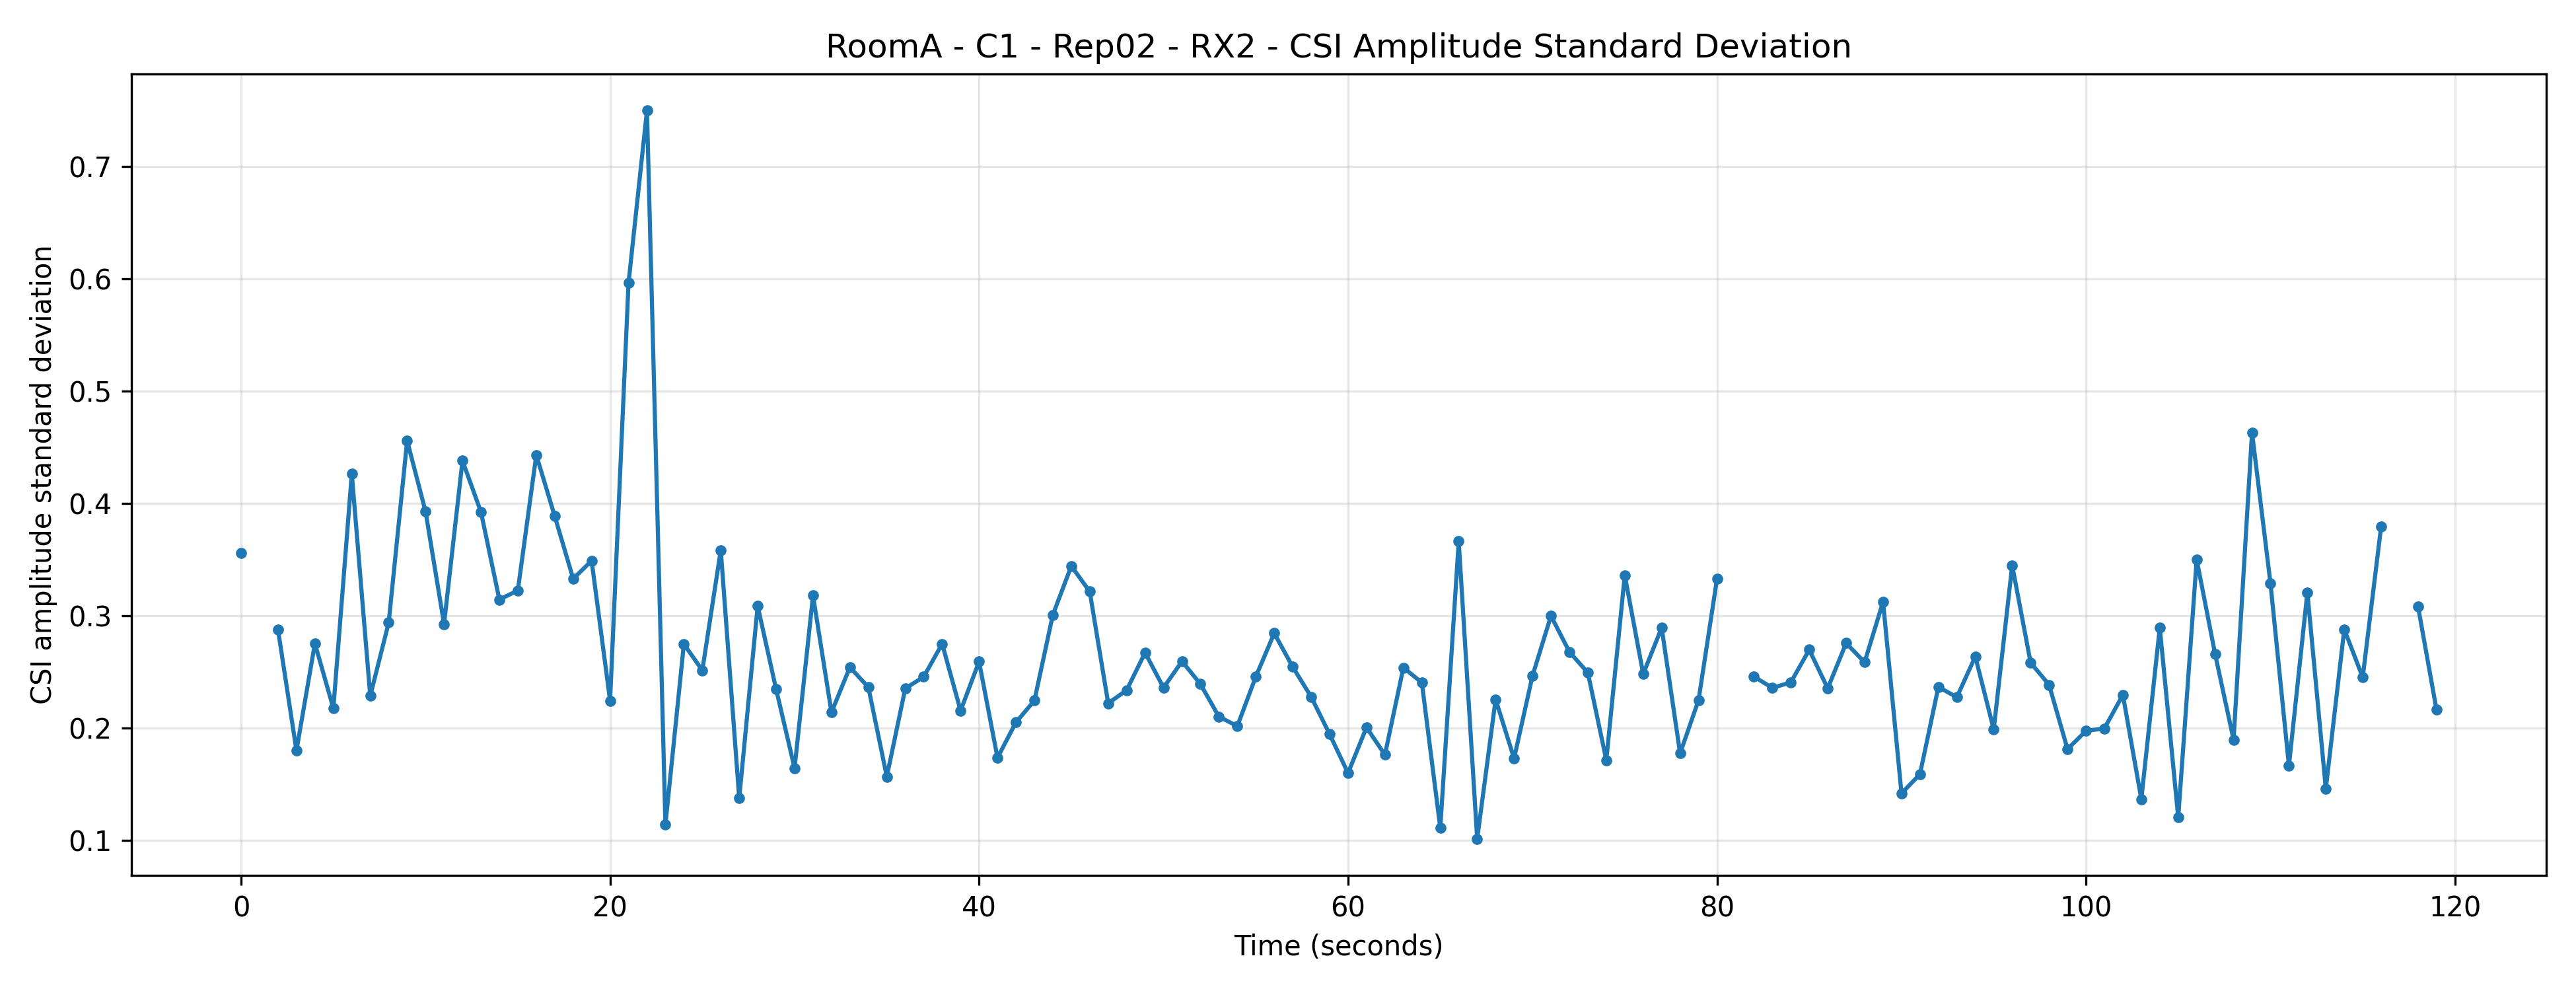 RoomA - C1 - Rep02 - RX2 - CSI Amplitude Standard Deviation
CSI amplitude standard deviation
0.7
0.6
0.5
0.4
0.3
0.2
0.1
0 20 40 60 80 100 120
Time (seconds)